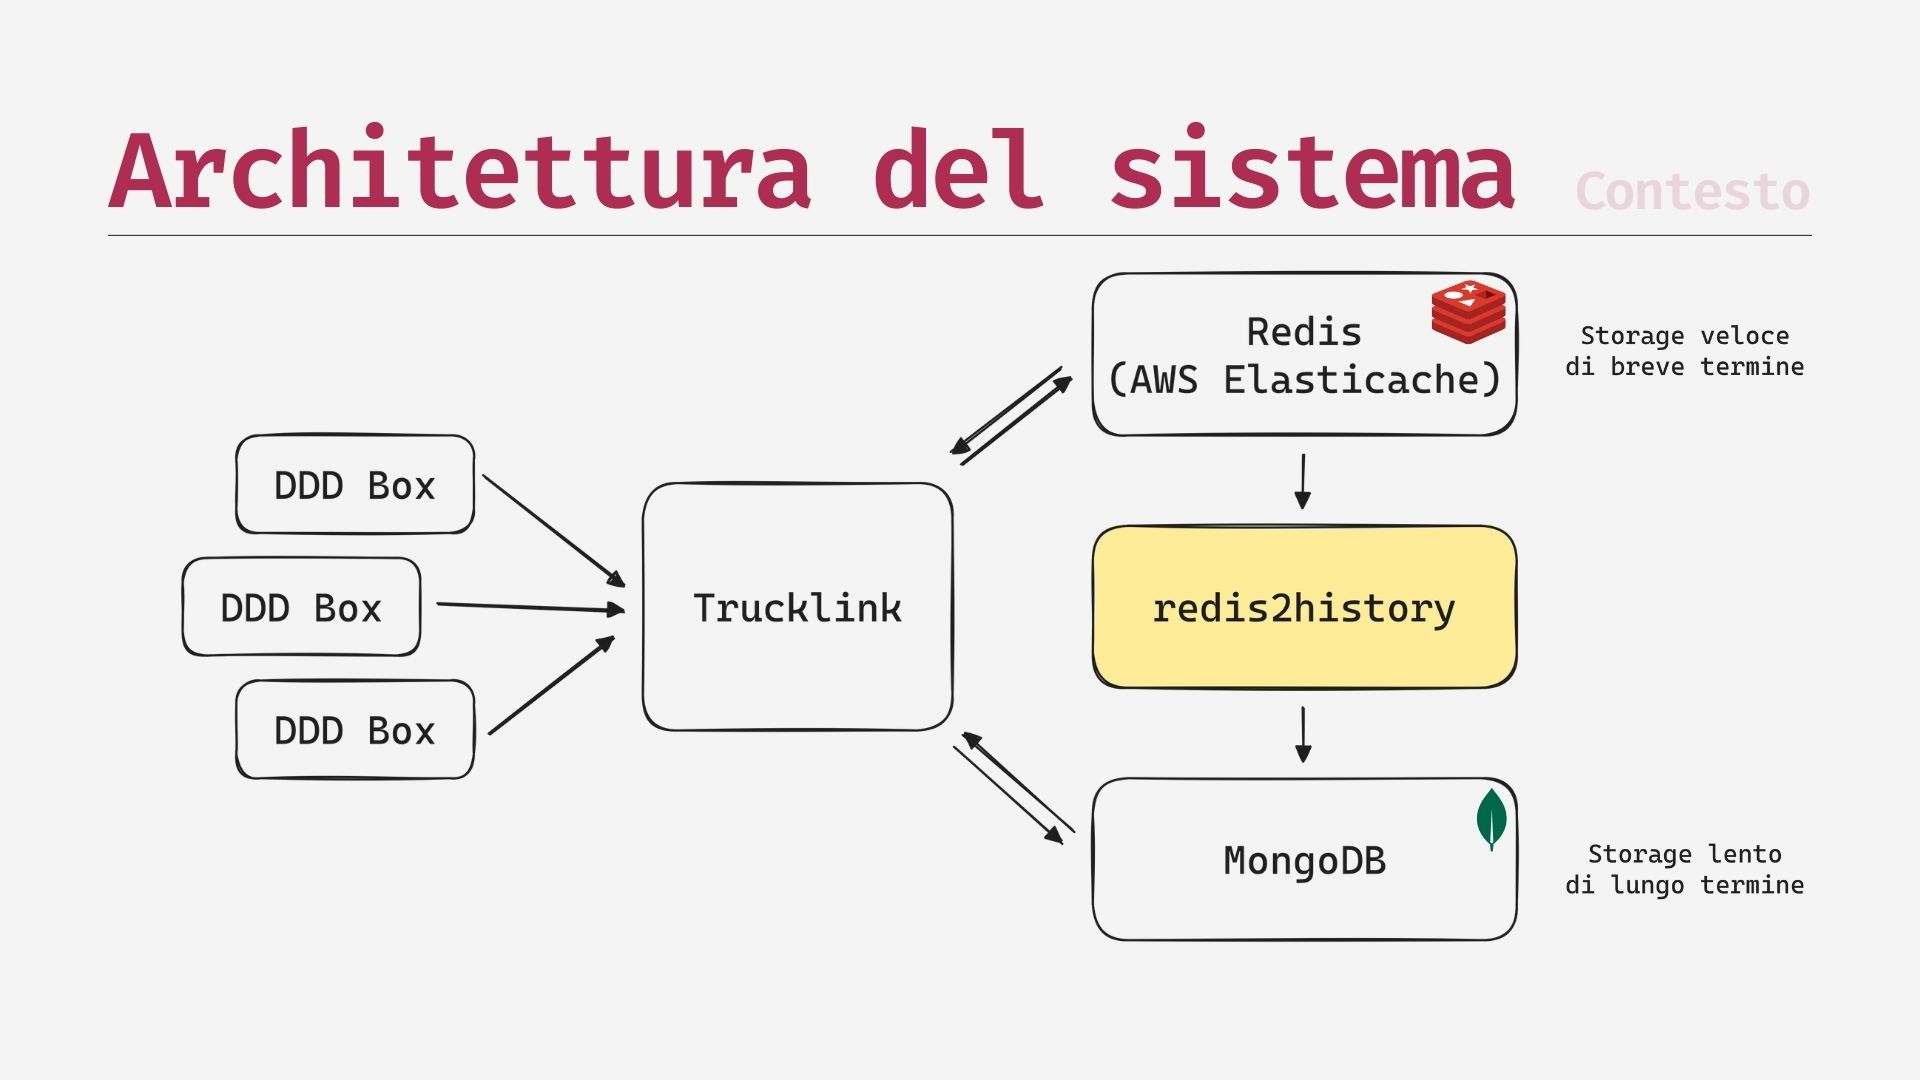 Architettura del sistema
Contesto
DDD Box
DDD Box
DDD Box
Trucklink
Redis
(AWS Elasticache)
Storage veloce
di breve termine
redis2history
MongoDB
Storage lento
di lungo termine